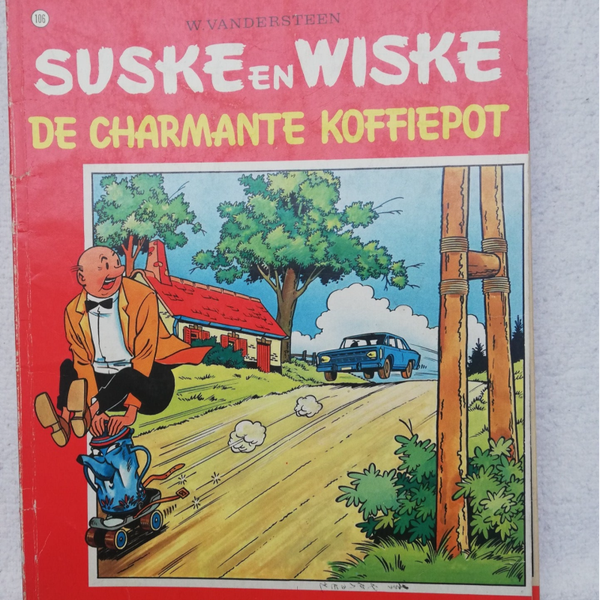 106
W. VANDERSTEEN
SUSKE EN WISKE
DE CHARMANTE KOFFIEPOT